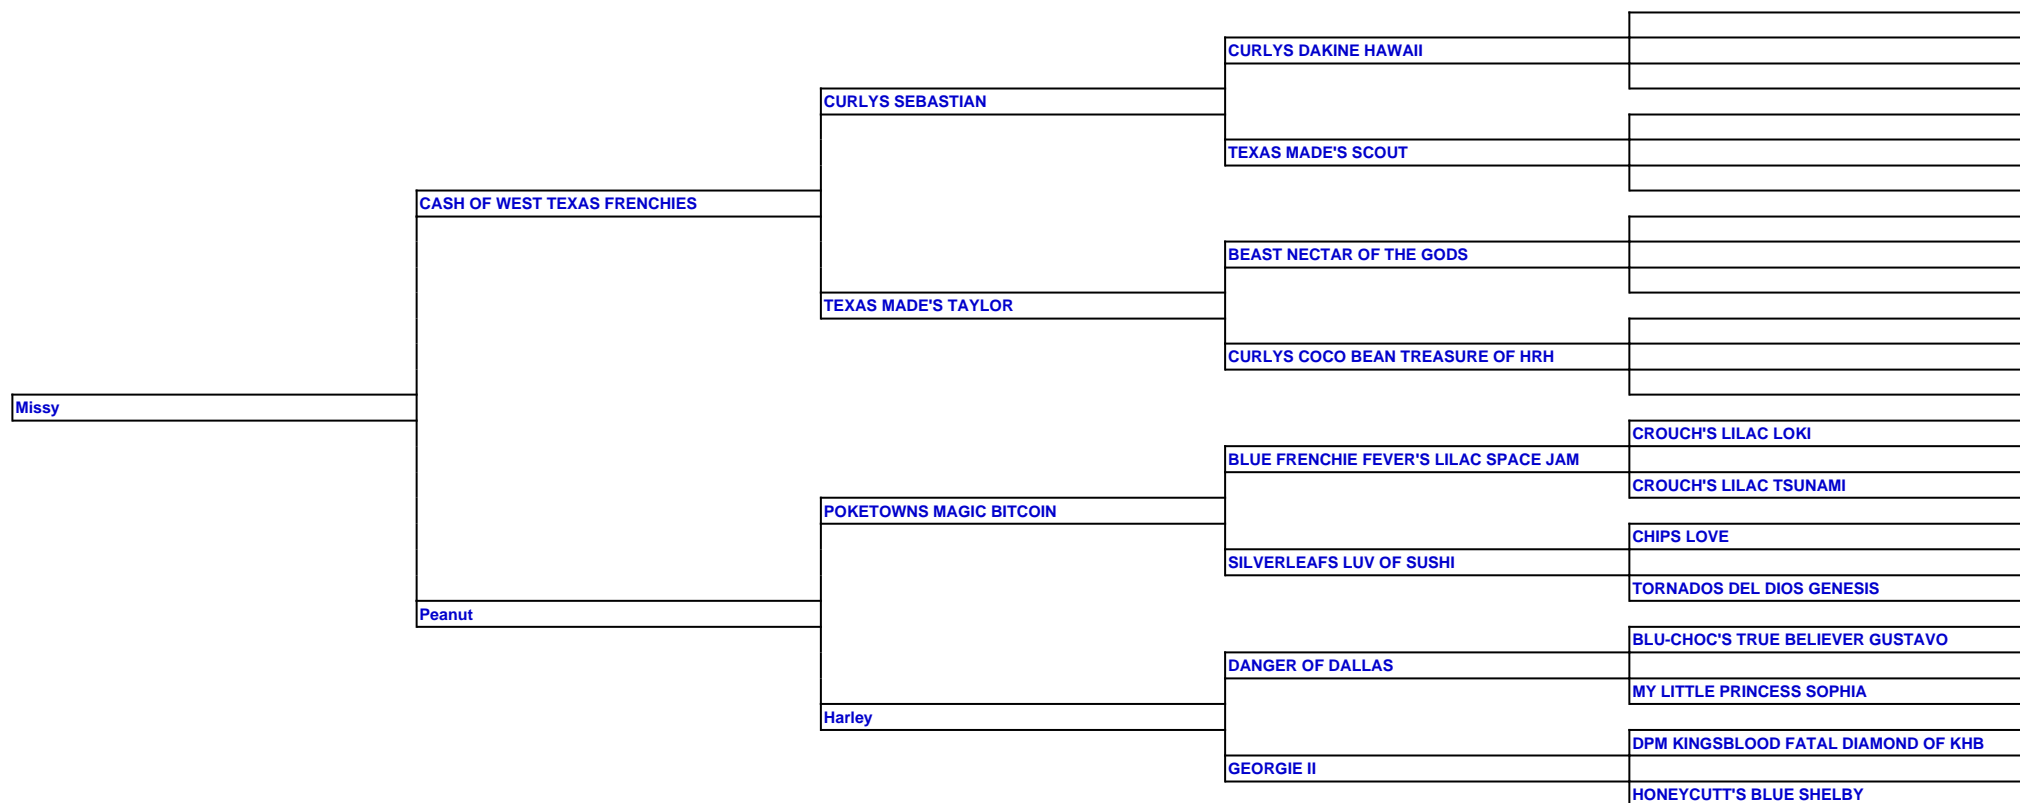 CURLYS DAKINE HAWAII
CURLYS SEBASTIAN
TEXAS MADE'S SCOUT
CASH OF WEST TEXAS FRENCHIES
BEAST NECTAR OF THE GODS
TEXAS MADE'S TAYLOR
CURLYS COCO BEAN TREASURE OF HRH
Missy
CROUCH'S LILAC LOKI
BLUE FRENCHIE FEVER'S LILAC SPACE JAM
CROUCH'S LILAC TSUNAMI
POKETOWNS MAGIC BITCOIN
CHIPS LOVE
SILVERLEAFS LUV OF SUSHI
TORNADOS DEL DIOS GENESIS
Peanut
BLU-CHOC'S TRUE BELIEVER GUSTAVO
DANGER OF DALLAS
MY LITTLE PRINCESS SOPHIA
Harley
DPM KINGSBLOOD FATAL DIAMOND OF KHB
GEORGIE II
HONEYCUTT'S BLUE SHELBY